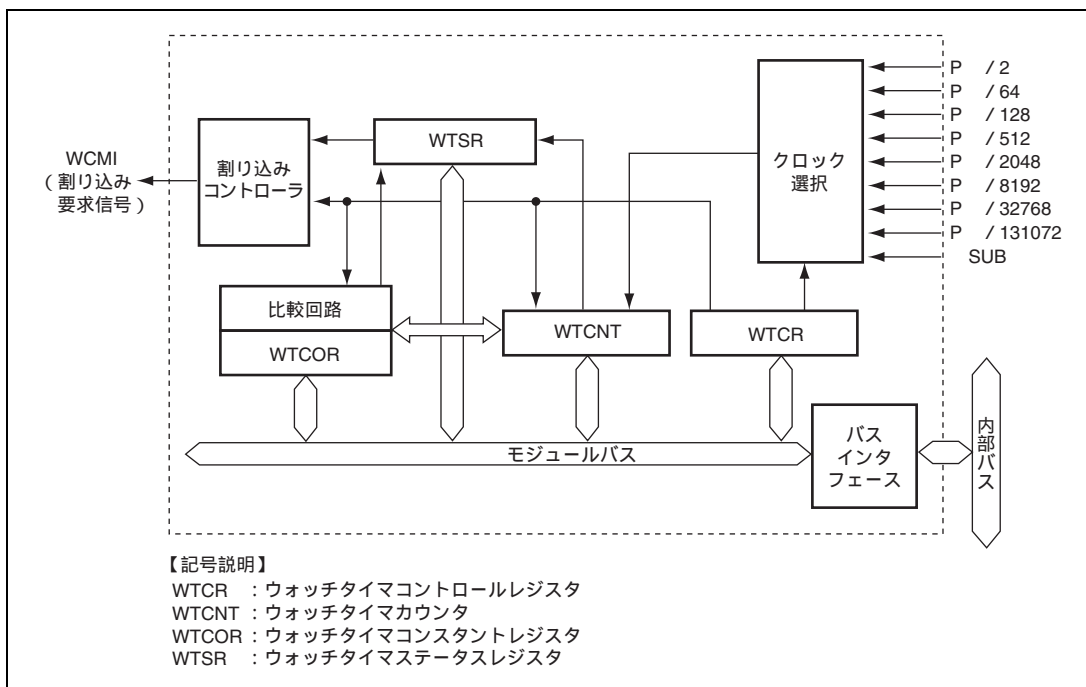 P /2
P /64
P /128
P /512
P /2048
P /8192
P /32768
P /131072
SUB
クロック
選択
WTSR
割り込み
コントローラ
WCMI
(割り込み
要求信号)
比較回路
WTCOR
WTCNT
WTCR
バス
インタ
フェース
モジュールバス
内部バス
【記号説明】
WTCR :ウォッチタイマコントロールレジスタ
WTCNT :ウォッチタイマカウンタ
WTCOR :ウォッチタイマコンスタントレジスタ
WTSR :ウォッチタイマステータスレジスタ